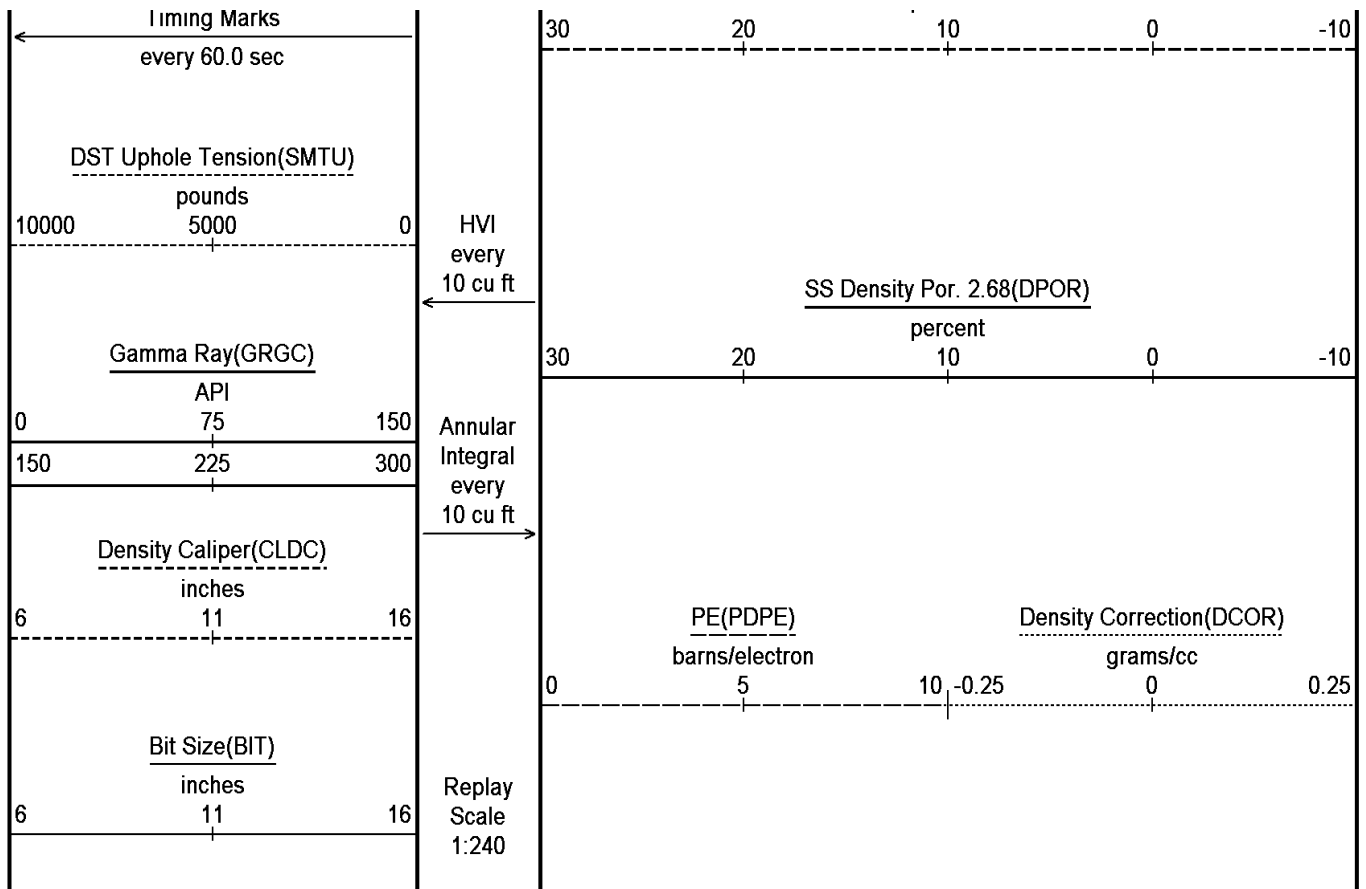 Timing Marks
every 60.0 sec
DST Uphole Tension(SMTU)
pounds
10000 5000 0
Gamma Ray(GRGC)
API
0 75 150
150 225 300
Density Caliper(CLDC)
inches
6 11 16
Bit Size(BIT)
inches
6 11 16
HVI
every
10 cu ft
Annular
Integral
every
10 cu ft
Replay
Scale
1:240
30 20 10 0 -10
SS Density Por. 2.68(DPOR)
percent
30 20 10 0 -10
PE(PDPE)
barns/electron
0 5 10
Density Correction(DCOR)
grams/cc
-0.25 0 0.25